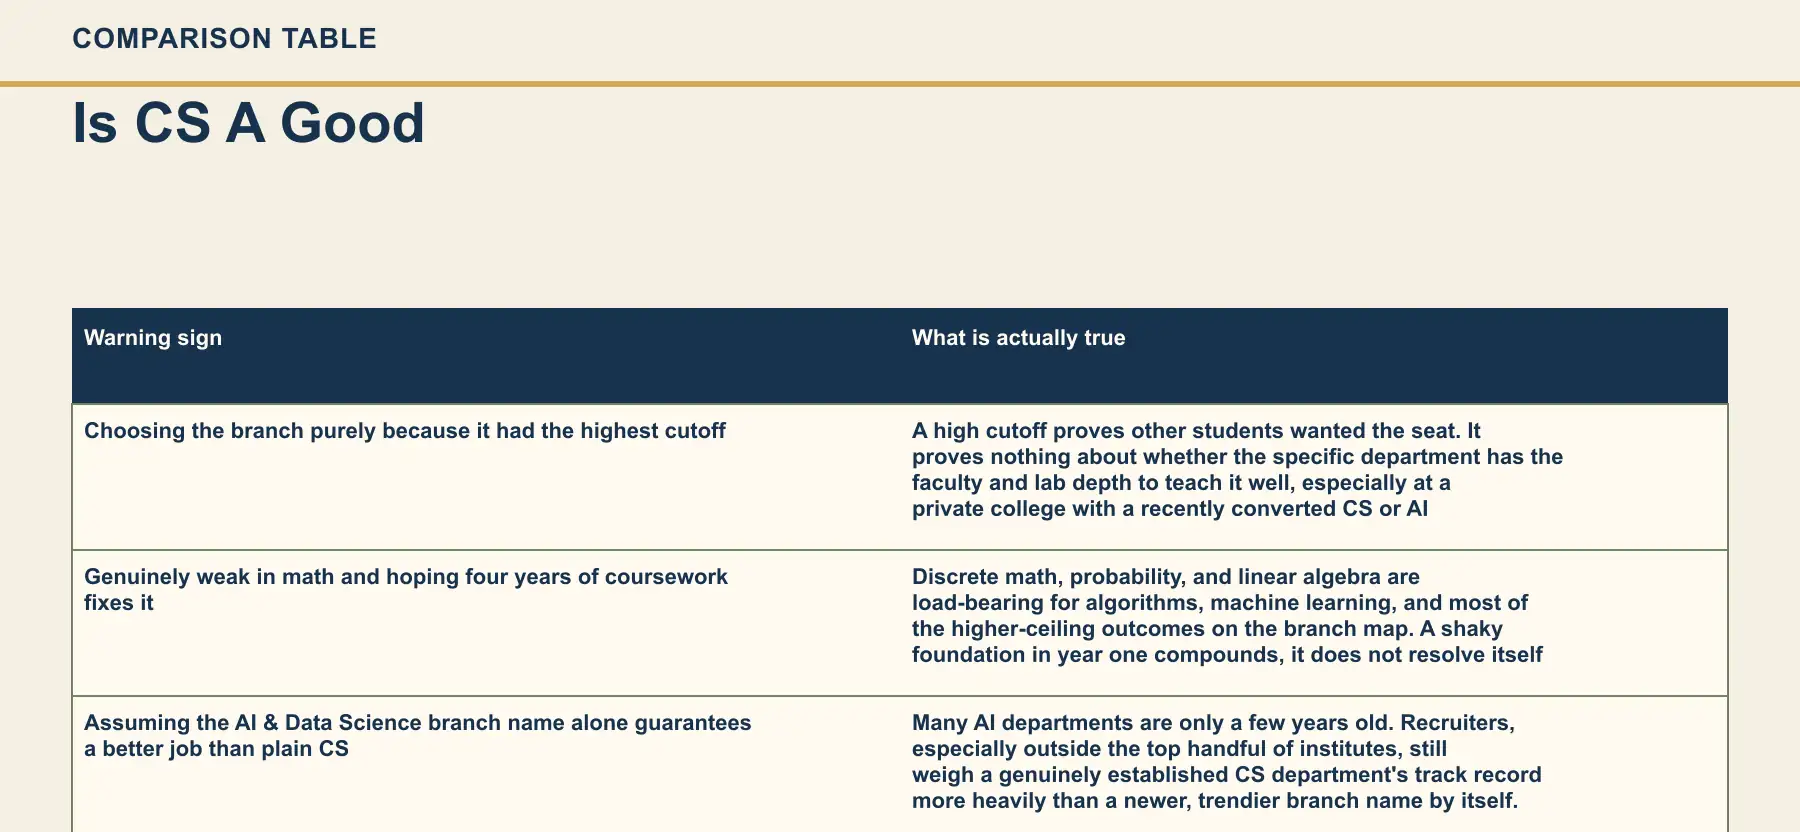 COMPARISON TABLE
Is CS A Good
Warning sign
What is actually true
Choosing the branch purely because it had the highest cutoff
A high cutoff proves other students wanted the seat. It
proves nothing about whether the specific department has the
faculty and lab depth to teach it well, especially at a
private college with a recently converted CS or AI
Genuinely weak in math and hoping four years of coursework
fixes it
Discrete math, probability, and linear algebra are
load-bearing for algorithms, machine learning, and most of
the higher-ceiling outcomes on the branch map. A shaky
foundation in year one compounds, it does not resolve itself
Assuming the AI & Data Science branch name alone guarantees
a better job than plain CS
Many AI departments are only a few years old. Recruiters,
especially outside the top handful of institutes, still
weigh a genuinely established CS department's track record
more heavily than a newer, trendier branch name by itself.